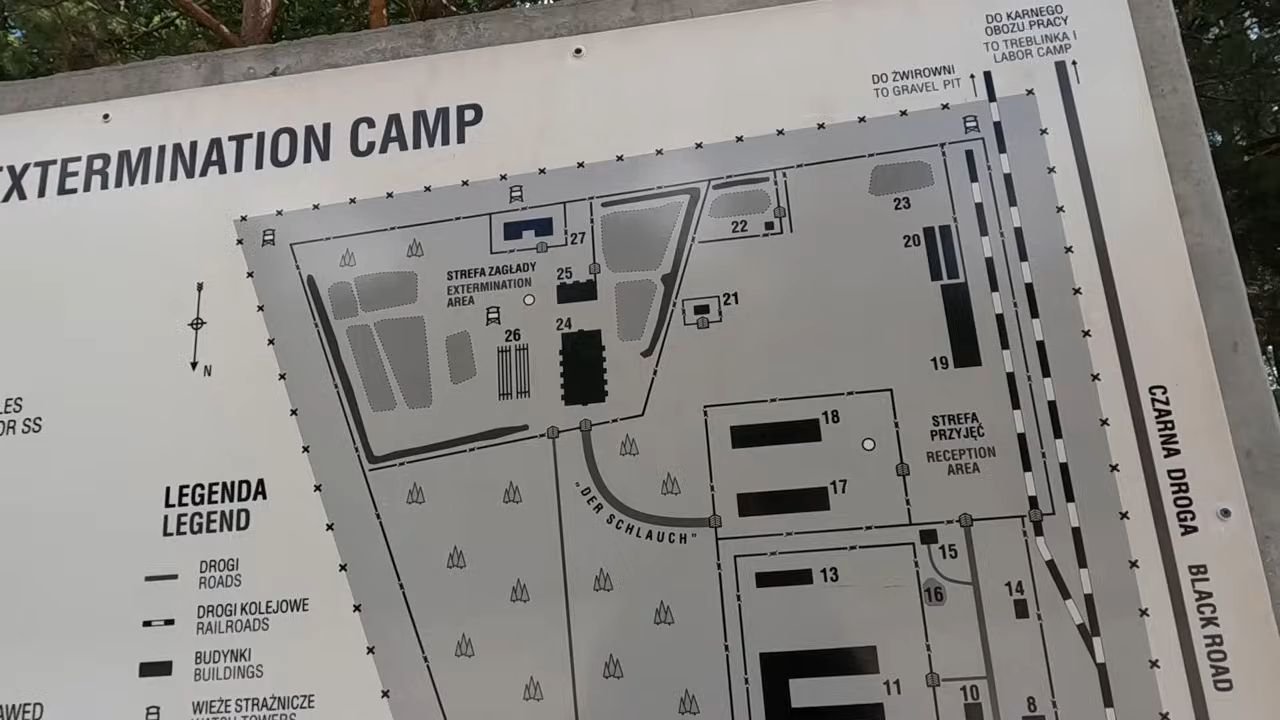 DO KARNEGO
OBOZU PRACY
TO TREBLINKA I
LABOR CAMP
DO ŻWIROWNI
TO GRAVEL PIT
EXTERMINATION CAMP
23
22
27
20
STREFA ZAGŁADY
EXTERMINATION
AREA
25
21
24
26
19
N
LES
OR SS
18
STREFA
PRZYJĘĆ
RECEPTION
AREA
CZARNA DROGA BLACK ROAD
17
„DER SCHLAUCH"
LEGENDA
LEGEND
15
13
16
14
DROGI
ROADS
DROGI KOLEJOWE
RAILROADS
BUDYNKI
BUILDINGS
11
10
8
WIEŻE STRAŻNICZE
WATCH TOWERS
AWED